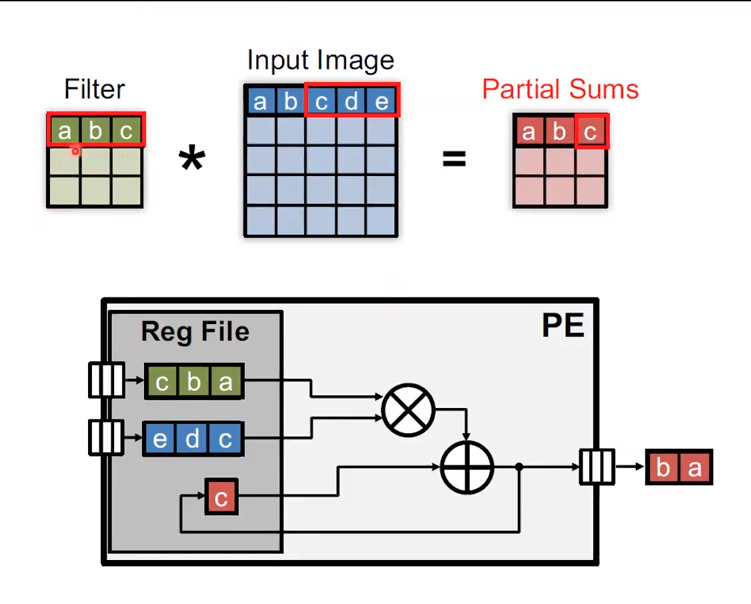 Input Image
Filter
Partial Sums
a b c d e
a b c
*
=
a b c
PE
Reg File
c b a
e d c
c
b a